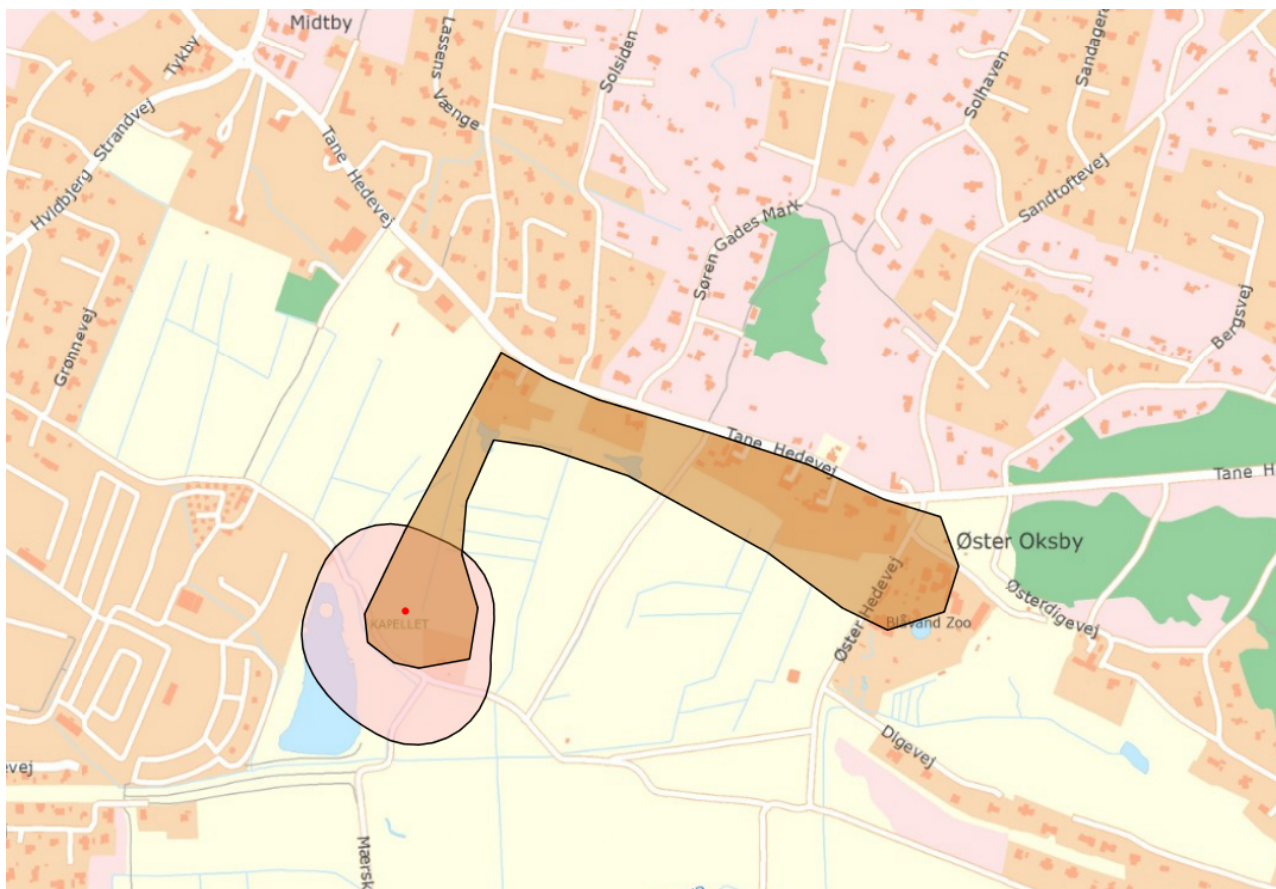 Midtby
Tykby
Lassens
Vænge
Solsiden
Solhaven
Sandagere
Hvidbjerg Strandvej
Tane Hedevej
Sandtoftevej
Søren Gades Mark
Grønnevej
Bergsvej
Tane Hedevej
Tane H
Øster Oksby
Østerdigevej
Øster Hedevej
KAPELLET
Blåvand Zoo
Digevej
evej
Mærsk